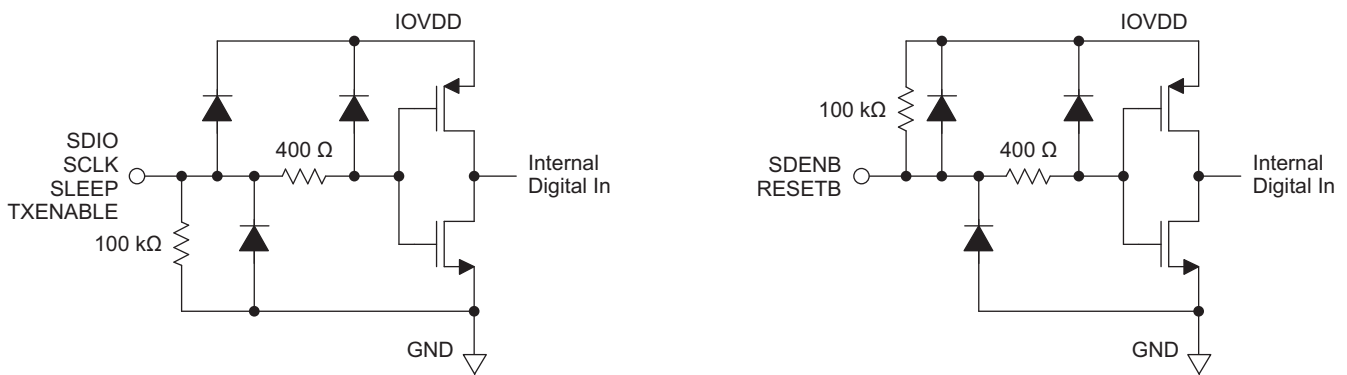 IOVDD
SDIO
SCLK
SLEEP
TXENABLE
400 Ω
100 kΩ
Internal
Digital In
GND
IOVDD
100 kΩ
SDENB
RESETB
400 Ω
Internal
Digital In
GND